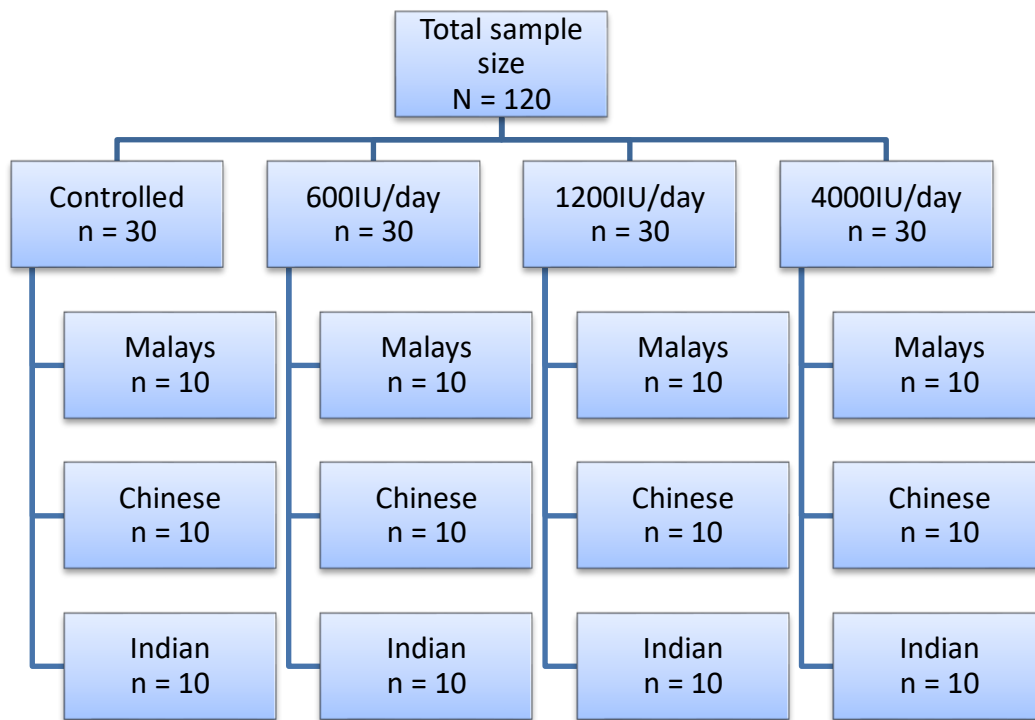 Total sample
size
N = 120
Controlled
n = 30
600IU/day
n = 30
1200IU/day
n = 30
4000IU/day
n = 30
Malays
n = 10
Malays
n = 10
Malays
n = 10
Malays
n = 10
Chinese
n = 10
Chinese
n = 10
Chinese
n = 10
Chinese
n = 10
Indian
n = 10
Indian
n = 10
Indian
n = 10
Indian
n = 10